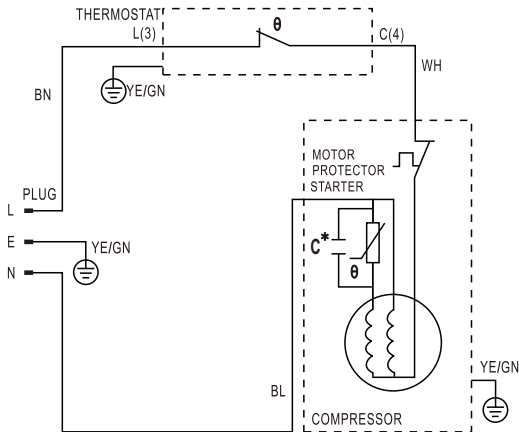 THERMOSTAT
L(3)
θ
C(4)
WH
YE/GN
BN
MOTOR
PROTECTOR
STARTER
PLUG
L
E
YE/GN
N
C*
θ
BL
YE/GN
COMPRESSOR